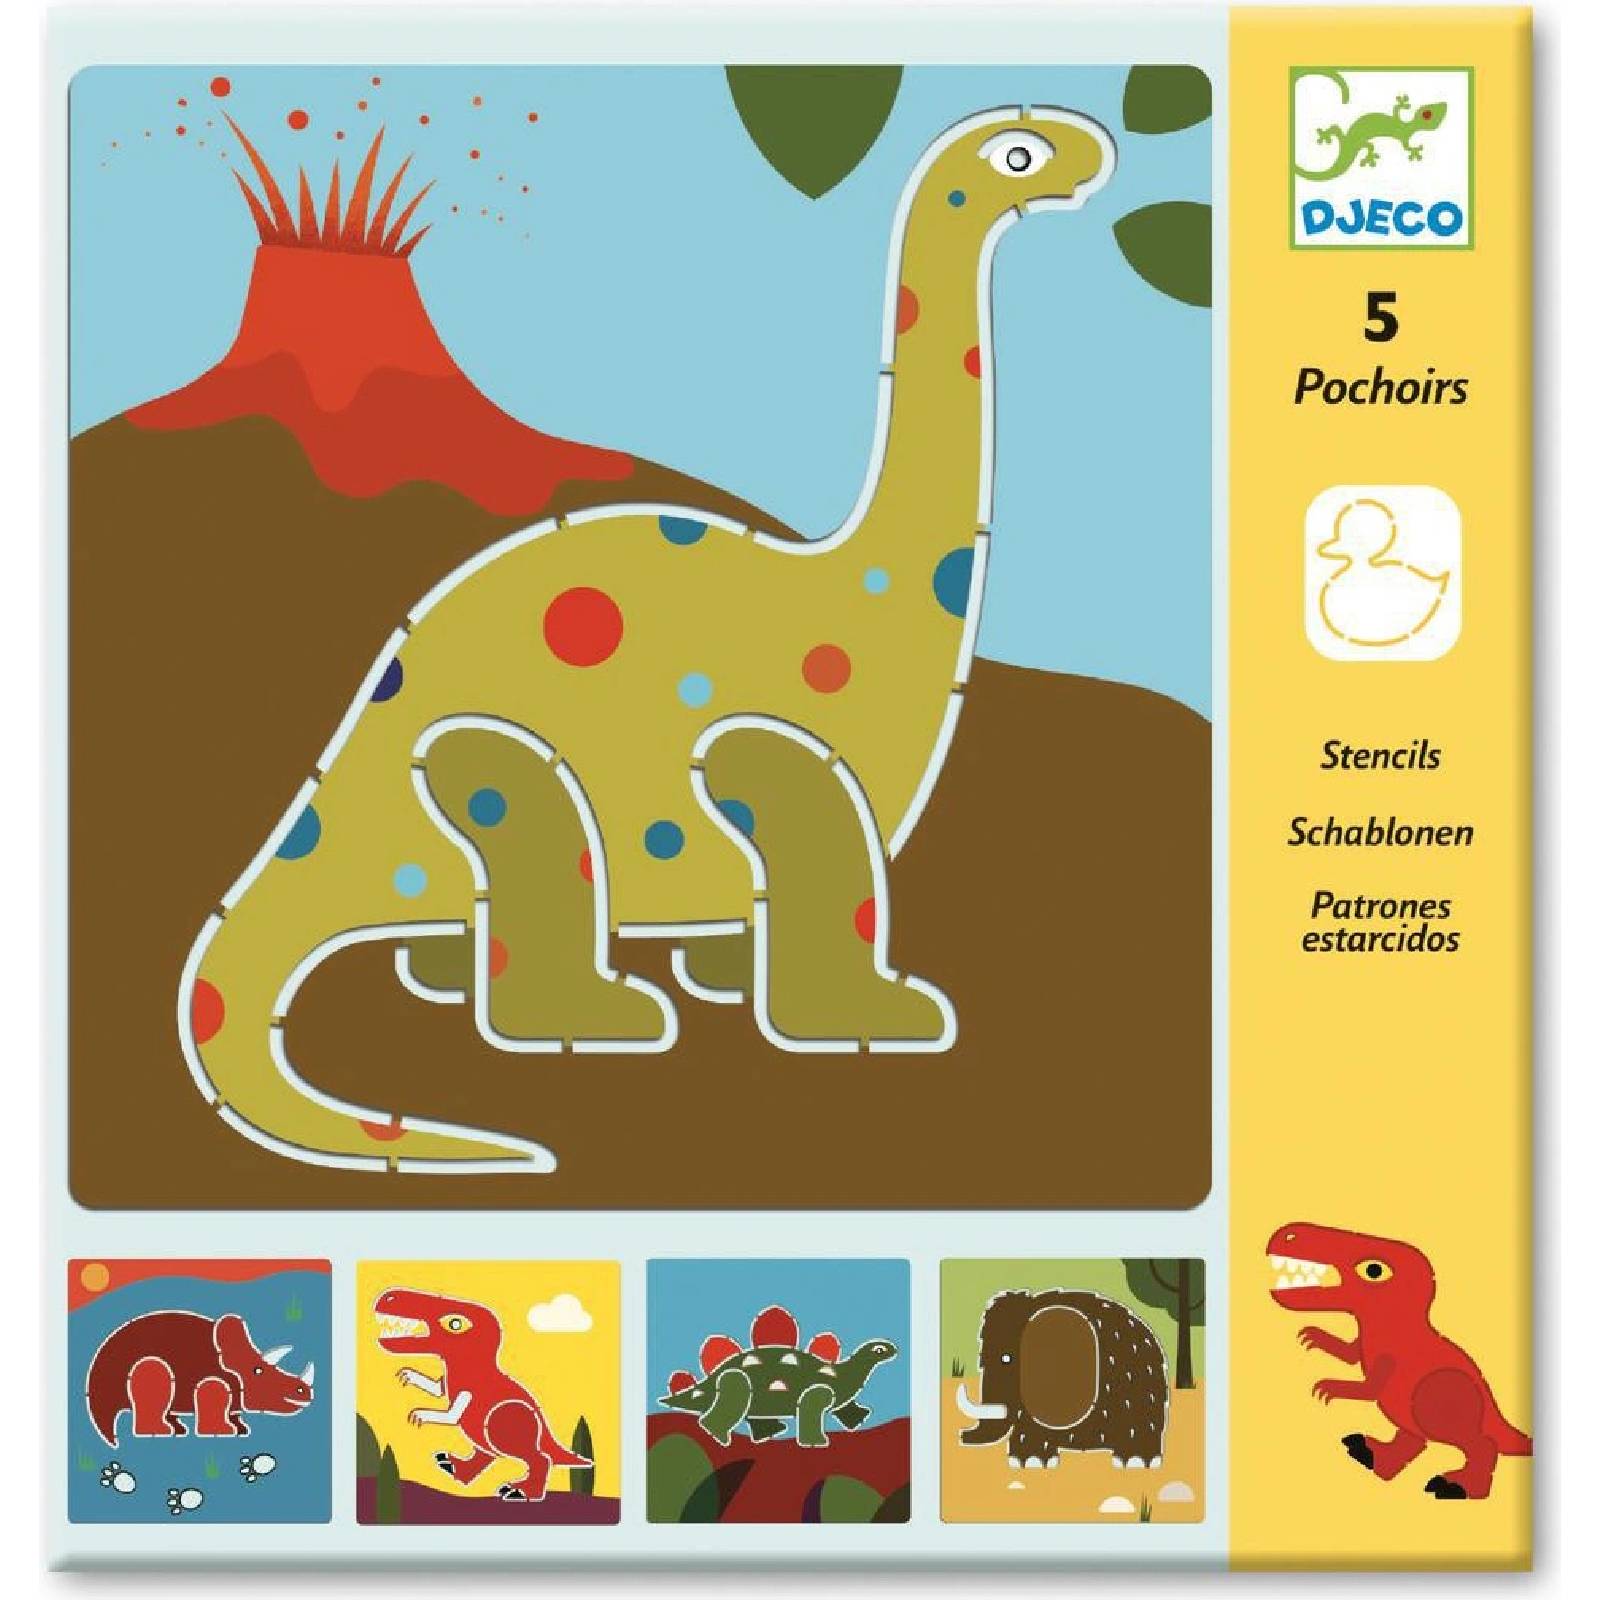 DJECO
5
Pochoirs
Stencils
Schablonen
Patrones
estarcidos